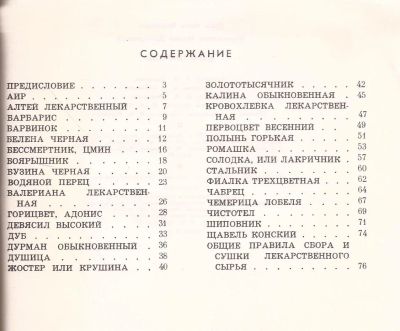 СОДЕРЖАНИЕ
ПРЕДИСЛОВИЕ . . . . . . . 3
АИР . . . . . . . . . . . 5
АЛТЕЙ ЛЕКАРСТВЕННЫЙ . . 7
БАРБАРИС . . . . . . . . 9
БАРВИНОК . . . . . . . . 11
БЕЛЕНА ЧЕРНАЯ . . . . . . 12
БЕССМЕРТНИК, ЦМИН . . . 16
БОЯРЫШНИК . . . . . . . . 18
БУЗИНА ЧЕРНАЯ . . . . . . 20
ВОДЯНОЙ ПЕРЕЦ . . . . . . 23
ВАЛЕРИАНА ЛЕКАРСТВЕН-
НАЯ . . . . . . . . . . 26
ГОРИЦВЕТ, АДОНИС . . . . 28
ДЕВЯСИЛ ВЫСОКИЙ . . . . 31
ДУБ . . . . . . . . . . . 33
ДУРМАН ОБЫКНОВЕННЫЙ . . 36
ДУШИЦА . . . . . . . . . 38
ЖОСТЕР ИЛИ КРУШИНА . . . 40
ЗОЛОТОТЫСЯЧНИК . . . . . 42
КАЛИНА ОБЫКНОВЕННАЯ . . 45
КРОВОХЛЕБКА ЛЕКАРСТВЕН-
НАЯ . . . . . . . . . . 47
ПЕРВОЦВЕТ ВЕСЕННИЙ . . . 49
ПОЛЫНЬ ГОРЬКАЯ . . . . . 51
РОМАШКА . . . . . . . . . 53
СОЛОДКА, ИЛИ ЛАКРИЧНИК . 57
СТАЛЬНИК . . . . . . . . 60
ФИАЛКА ТРЕХЦВЕТНАЯ . . . 62
ЧАБРЕЦ . . . . . . . . . 64
ЧЕМЕРИЦА ЛОБЕЛЯ . . . . 67
ЧИСТОТЕЛ . . . . . . . . 69
ШИПОВНИК . . . . . . . . 71
ЩАВЕЛЬ КОНСКИЙ . . . . . 74
ОБЩИЕ ПРАВИЛА СБОРА И
СУШКИ ЛЕКАРСТВЕННОГО
СЫРЬЯ . . . . . . . . . 76